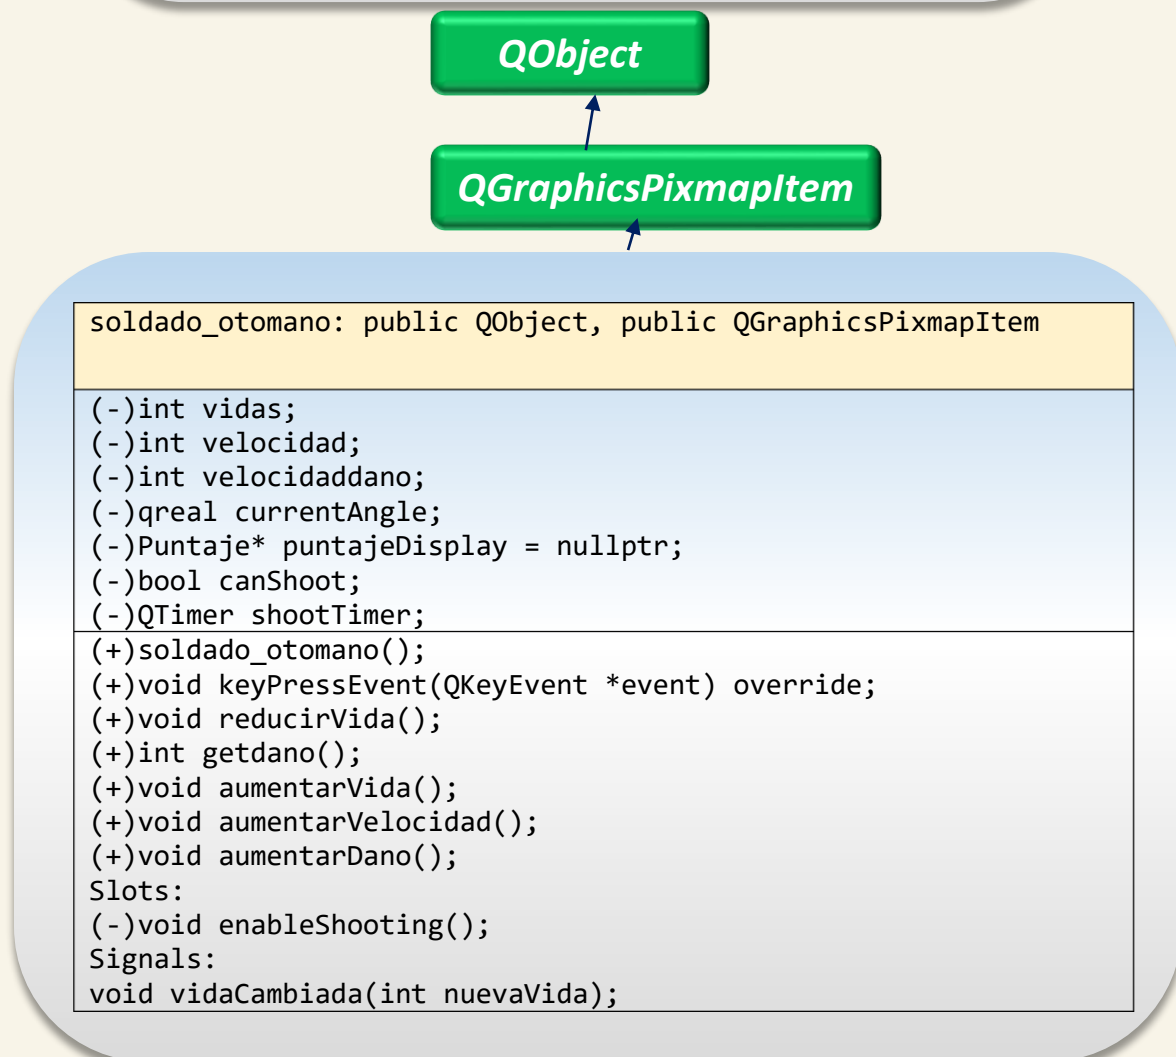 QObject
QGraphicsPixmapItem
soldado_otomano: public QObject, public QGraphicsPixmapItem
(-)int vidas;
(-)int velocidad;
(-)int velocidaddano;
(-)qreal currentAngle;
(-)Puntaje* puntajeDisplay = nullptr;
(-)bool canShoot;
(-)QTimer shootTimer;
(+)soldado_otomano();
(+)void keyPressEvent(QKeyEvent *event) override;
(+)void reducirVida();
(+)int getdano();
(+)void aumentarVida();
(+)void aumentarVelocidad();
(+)void aumentarDano();
Slots:
(-)void enableShooting();
Signals:
void vidaCambiada(int nuevaVida);